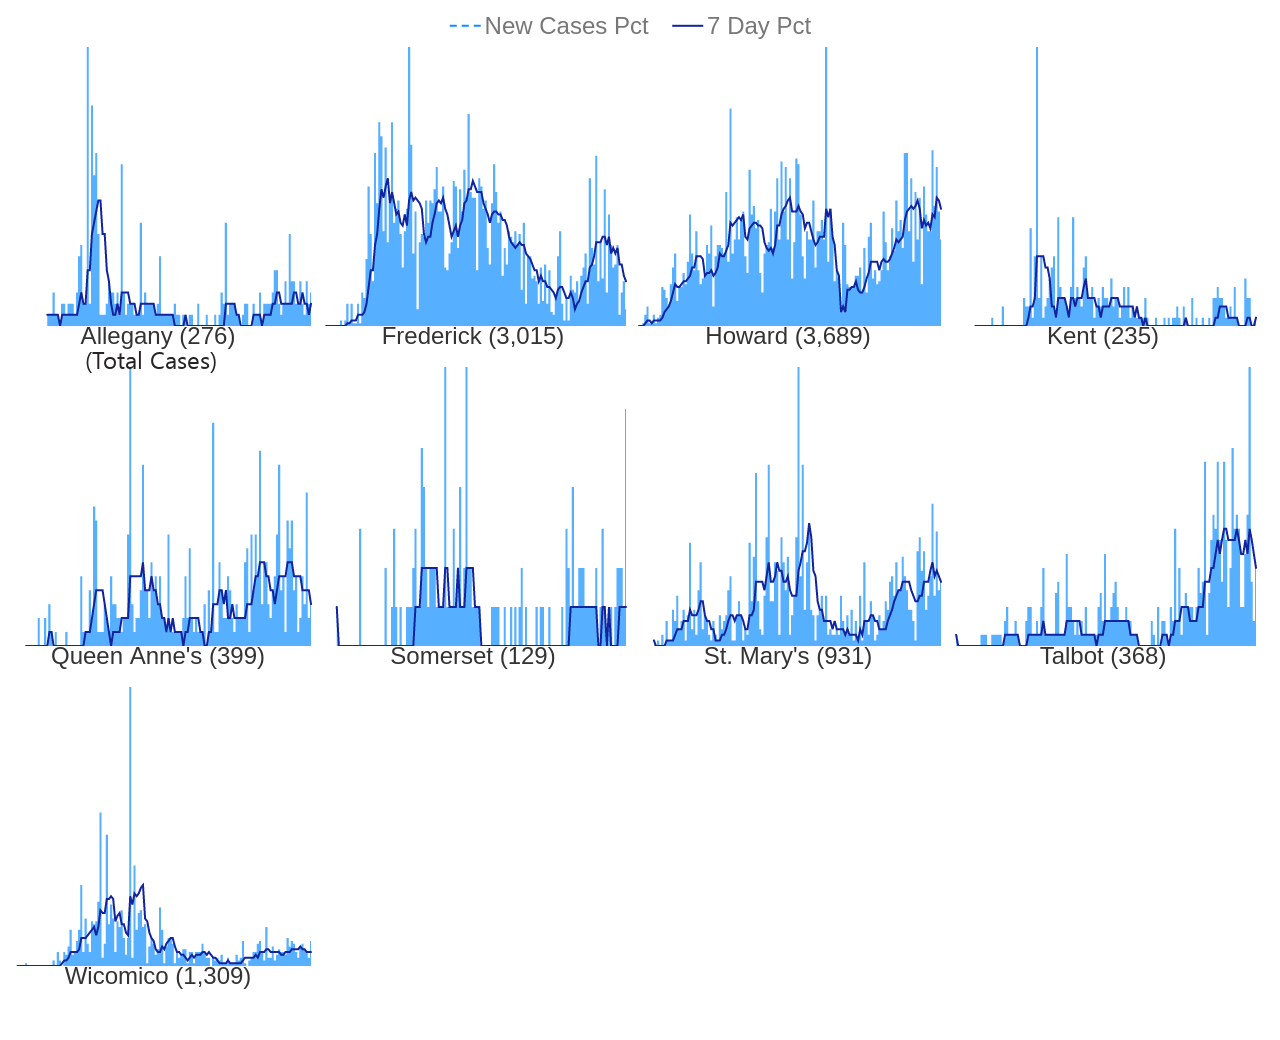 New Cases Pct 7 Day Pct
Allegany (276) Frederick (3,015) Howard (3,689) Kent (235)
(Total Cases)
Queen Anne's (399) Somerset (129) St. Mary's (931) Talbot (368)
Wicomico (1,309)